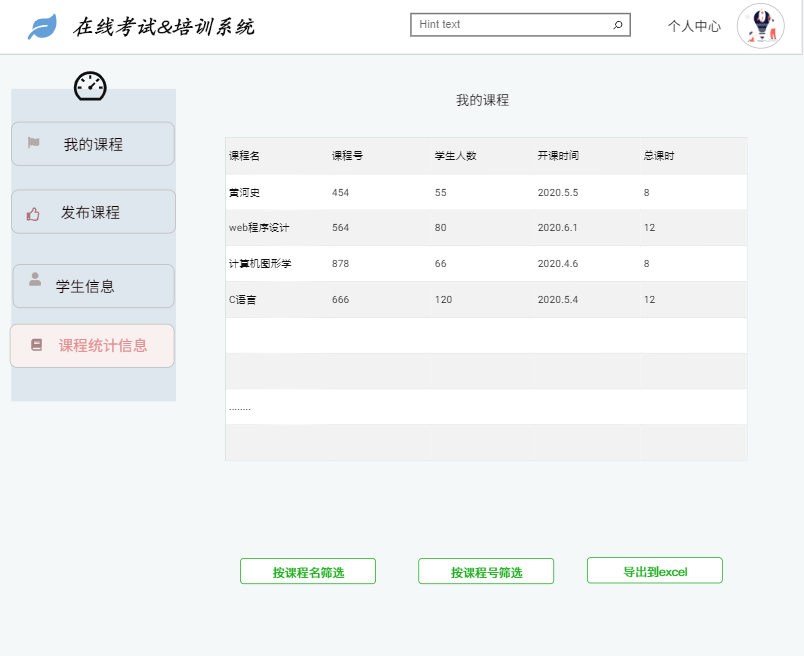 在线考试&培训系统
Hint text
个人中心
我的课程
发布课程
学生信息
课程统计信息
我的课程
课程名 课程号 学生人数 开课时间 总课时
黄河史 454 55 2020.5.5 8
web程序设计 564 80 2020.6.1 12
计算机图形学 878 66 2020.4.6 8
C语言 666 120 2020.5.4 12
........
按课程名筛选 按课程号筛选 导出到excel